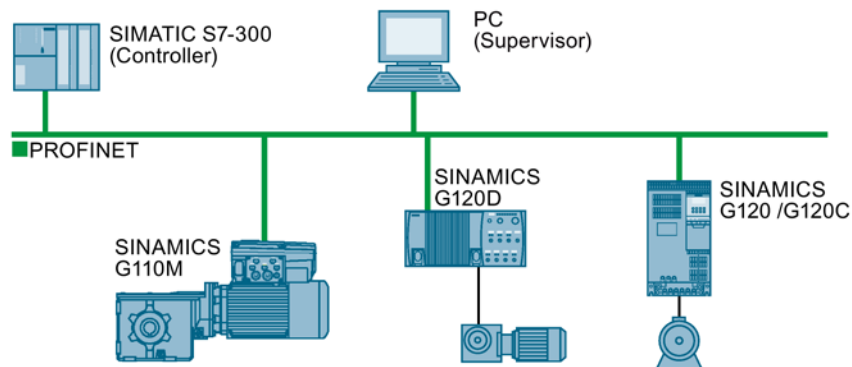 SIMATIC S7-300
(Controller)
PC
(Supervisor)
PROFINET
SINAMICS
G120D
SINAMICS
G120 /G120C
SINAMICS
G110M